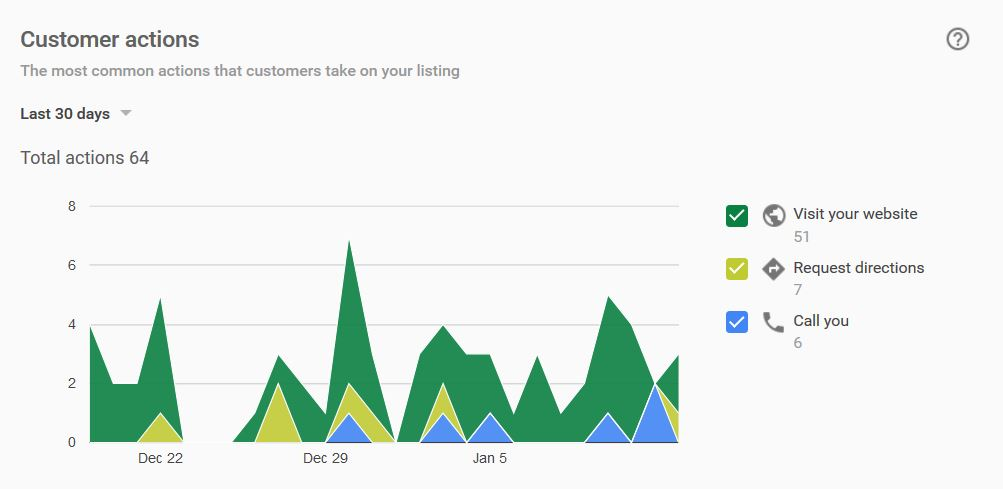 Customer actions
The most common actions that customers take on your listing
Last 30 days
Total actions 64
8
6
4
2
0
Dec 22
Dec 29
Jan 5
Visit your website
51
Request directions
7
Call you
6